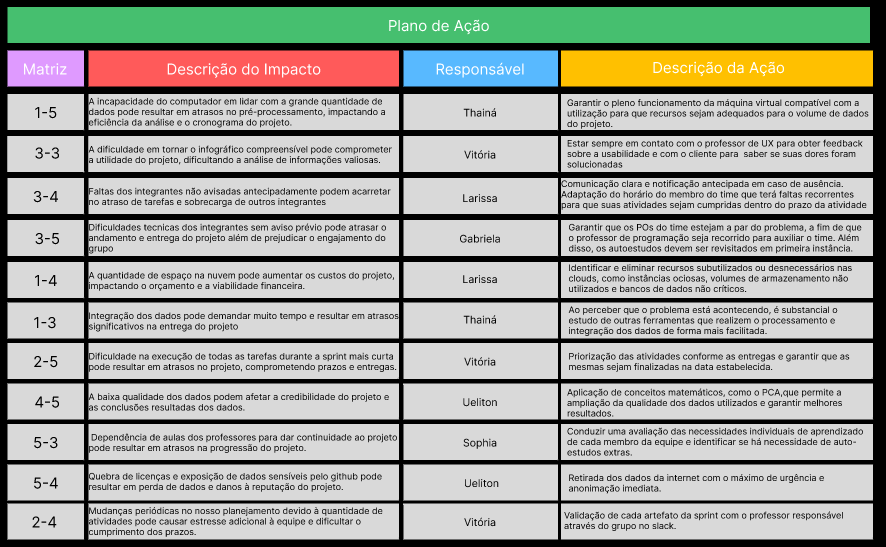 Plano de Ação
Matriz
Descrição do Impacto
Responsável
Descrição da Ação
1-5
A incapacidade do computador em lidar com a grande quantidade de
dados pode resultar em atrasos no pré-processamento, impactando a
eficiência da análise e o cronograma do projeto.
Thainá
Garantir o pleno funcionamento da máquina virtual compatível com a
utilização para que recursos sejam adequados para o volume de dados
do projeto.
3-3
A dificuldade em tornar o infográfico compreensível pode comprometer
a utilidade do projeto, dificultando a análise de informações valiosas.
Vitória
Estar sempre em contato com o professor de UX para obter feedback
sobre a usabilidade e com o cliente para saber se suas dores foram
solucionadas
3-4
Faltas dos integrantes não avisadas antecipadamente podem acarretar
no atraso de tarefas e sobrecarga de outros integrantes
Larissa
Comunicação clara e notificação antecipada em caso de ausência.
Adaptação do horário do membro do time que terá faltas recorrentes
para que suas atividades sejam cumpridas dentro do prazo da atividade
3-5
Dificuldades tecnicas dos integrantes sem aviso prévio pode atrasar o
andamento e entrega do projeto além de prejudicar o engajamento do
grupo
Gabriela
Garantir que os POs do time estejam a par do problema, a fim de que
o professor de programação seja recorrido para auxiliar o time. Além
disso, os autoestudos devem ser revisitados em primeira instância.
1-4
A quantidade de espaço na nuvem pode aumentar os custos do projeto,
impactando o orçamento e a viabilidade financeira.
Larissa
Identificar e eliminar recursos subutilizados ou desnecessários nas
clouds, como instâncias ociosas, volumes de armazenamento não
utilizados e bancos de dados não críticos.
1-3
Integração dos dados pode demandar muito tempo e resultar em atrasos
significativos na entrega do projeto
Thainá
Ao perceber que o problema está acontecendo, é substancial o
estudo de outras ferramentas que realizem o processamento e
integração dos dados de forma mais facilitada.
2-5
Dificuldade na execução de todas as tarefas durante a sprint mais curta
pode resultar em atrasos no projeto, comprometendo prazos e entregas.
Vitória
Priorização das atividades conforme as entregas e garantir que as
mesmas sejam finalizadas na data estabelecida.
4-5
A baixa qualidade dos dados podem afetar a credibilidade do projeto e
as conclusões resultadas dos dados.
Ueliton
Aplicação de conceitos matemáticos, como o PCA,que permite a
ampliação da qualidade dos dados utilizados e garantir melhores
resultados.
5-3
Dependência de aulas dos professores para dar continuidade ao projeto
pode resultar em atrasos na progressão do projeto.
Sophia
Conduzir uma avaliação das necessidades individuais de aprendizado
de cada membro da equipe e identificar se há necessidade de auto-
estudos extras.
5-4
Quebra de licenças e exposição de dados sensíveis pelo github pode
resultar em perda de dados e danos à reputação do projeto.
Ueliton
Retirada dos dados da internet com o máximo de urgência e
anonimação imediata.
2-4
Mudanças periódicas no nosso planejamento devido à quantidade de
atividades pode causar estresse adicional à equipe e dificultar o
cumprimento dos prazos.
Vitória
Validação de cada artefato da sprint com o professor responsável
através do grupo no slack.